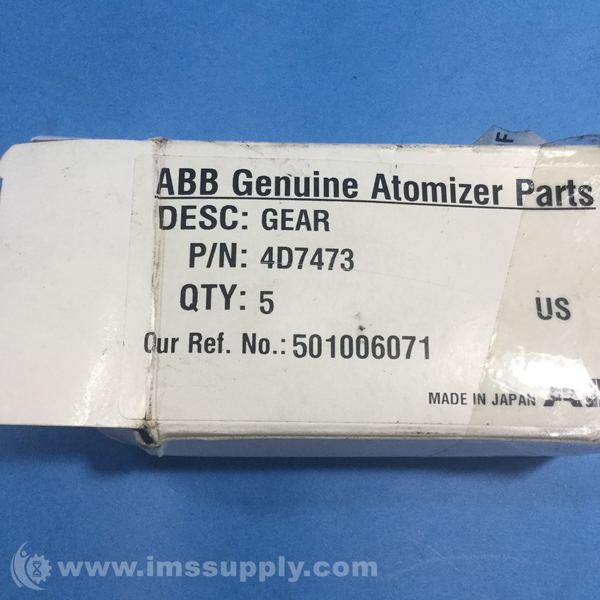 F
ABB Genuine Atomizer Parts
DESC: GEAR
P/N: 4D7473
QTY: 5
US
Our Ref. No.: 501006071
MADE IN JAPAN
www.imssupply.com